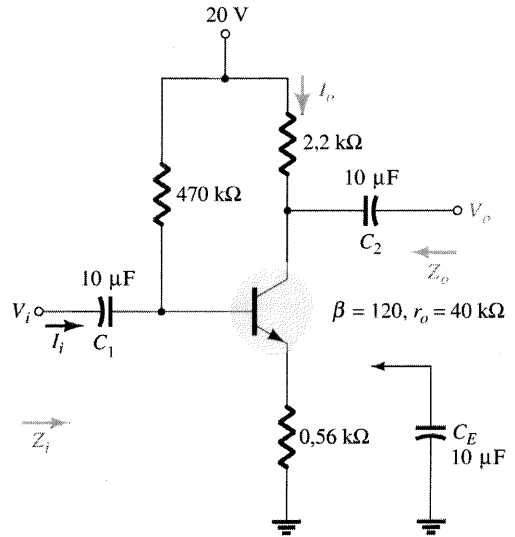 20 V
I_o
2,2 kΩ
10 μF
470 kΩ
V_o
C_2
Z_o
10 μF
V_i
β = 120, r_o = 40 kΩ
I_i
C_1
Z_i
0,56 kΩ
C_E
10 μF